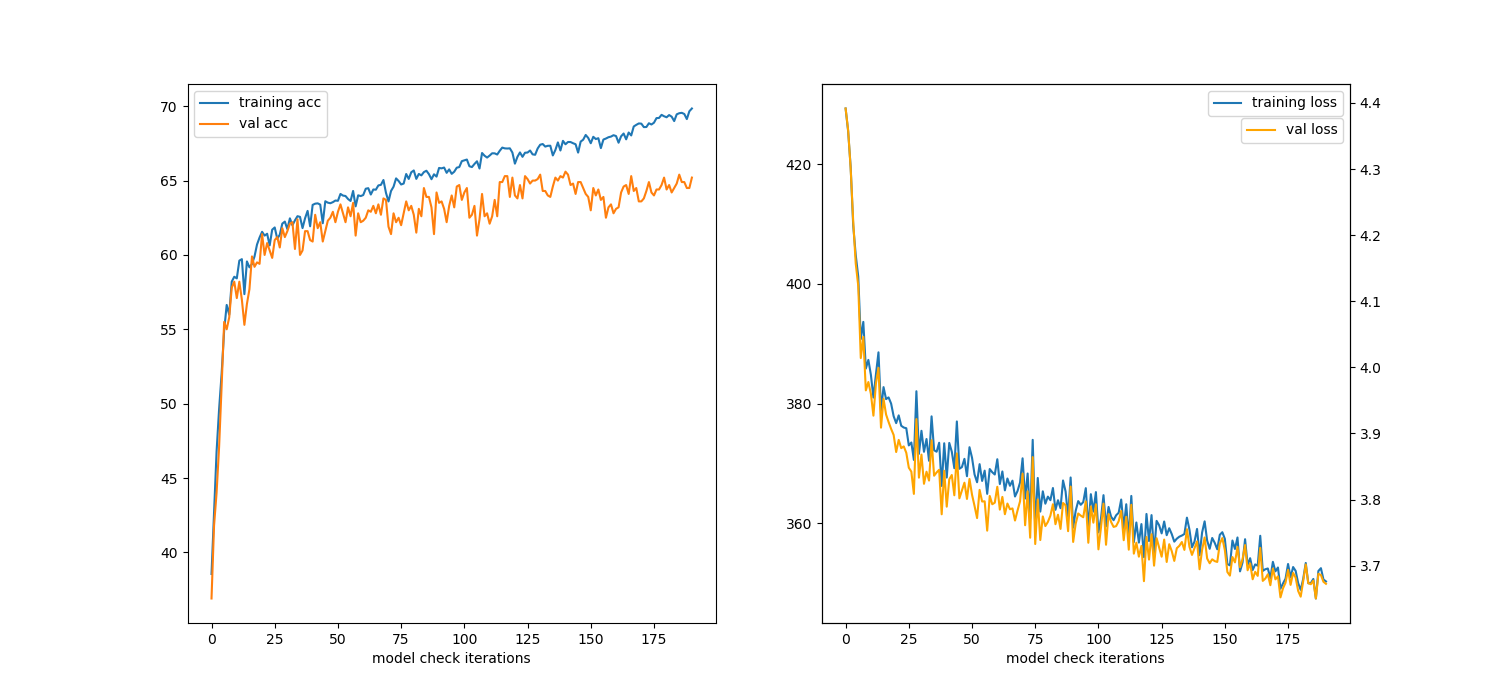 training acc
val acc
70
65
60
55
50
45
40
0 25 50 75 100 125 150 175
model check iterations
training loss
val loss
420
400
380
360
4.4
4.3
4.2
4.1
4.0
3.9
3.8
3.7
0 25 50 75 100 125 150 175
model check iterations